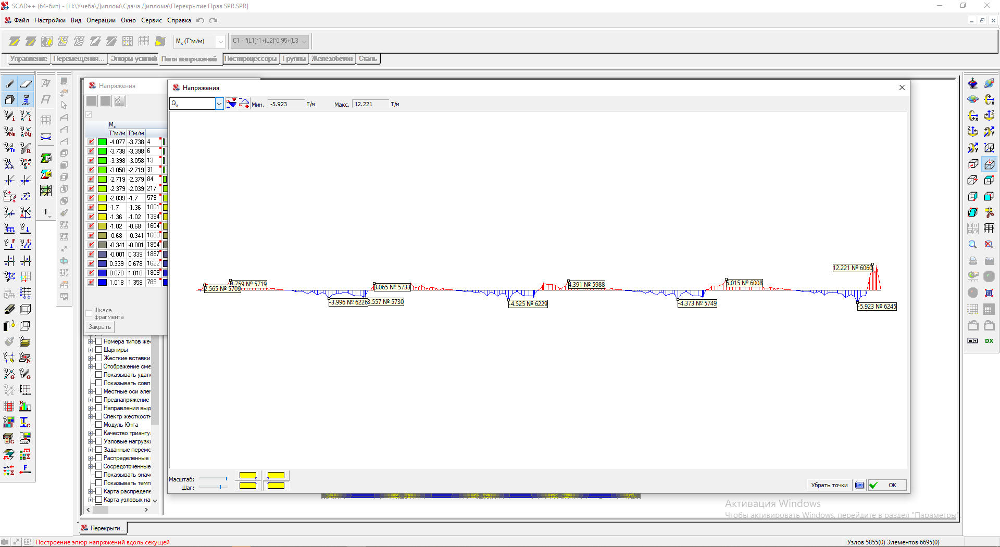 SCAD++ (64-бит) - [H:\Учеба\Диплом\Сдача Диплома\Перекрытие Прав SPR.SPR]
Файл Настройки Вид Операции Окно Сервис Справка
Mx (Т*м/м) C1 - "(L1)*1+(L2)*0.95+(L3
Управление Перемещения... Эпюры усилий Поля напряжений Постпроцессоры Группы Железобетон Сталь
Напряжения
Напряжения
Qx Мин. -5.923 Т/м Макс. 12.221 Т/м
Mx
Т*м/м Т*м/м
-4.077 -3.738 4
-3.738 -3.398 6
-3.398 -3.058 13
-3.058 -2.719 31
-2.719 -2.379 84
-2.379 -2.039 217
-2.039 -1.7 579
-1.7 -1.36 1001
-1.36 -1.02 1394
-1.02 -0.68 1604
-0.68 -0.341 1683
-0.341 -0.001 1854
-0.001 0.339 1887
0.339 0.678 1622
0.678 1.018 1809
1.018 1.358 789
12.221 № 6060
4.759 № 5719
2.565 № 5709
3.065 № 5733
4.391 № 5988
5.015 № 6008
-3.996 № 6226
3.557 № 5730
-4.525 № 6229
-4.373 № 5749
-5.923 № 6245
Шкала
фрагмента
Закрыть
Номера типов же
Шарниры
Жесткие вставки
Отображение сме
Показывать удал
Показывать совп
Местные оси элем
Преднапряжение
Направления выд
Спектр жесткост
Модуль Юнга
Качество триангу
Узловые нагрузки
Заданные переме
Распределенные
Сосредоточенные
Показывать значе
Показывать темп
Карта распределе
Карта узловых на
Масштаб:
Шаг:
Убрать точки OK
Активация Windows
Чтобы активировать Windows, перейдите в раздел "Параметры".
Перекрыти...
Построение эпюр напряжений вдоль секущей
Узлов 5855(0) Элементов 6695(0)
1
DX